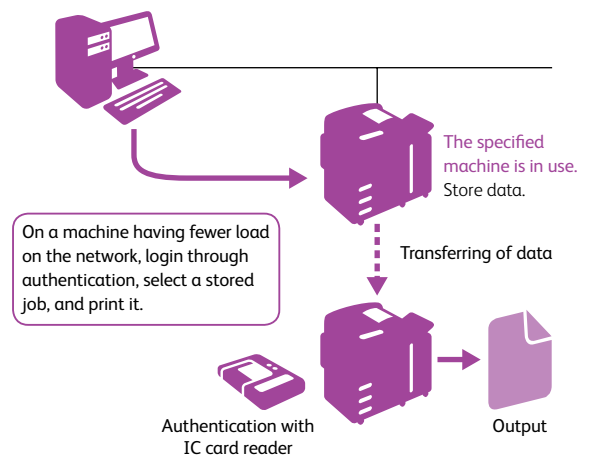 The specified
machine is in use.
Store data.
On a machine having fewer load
on the network, login through
authentication, select a stored
job, and print it.
Transferring of data
Authentication with
IC card reader
Output